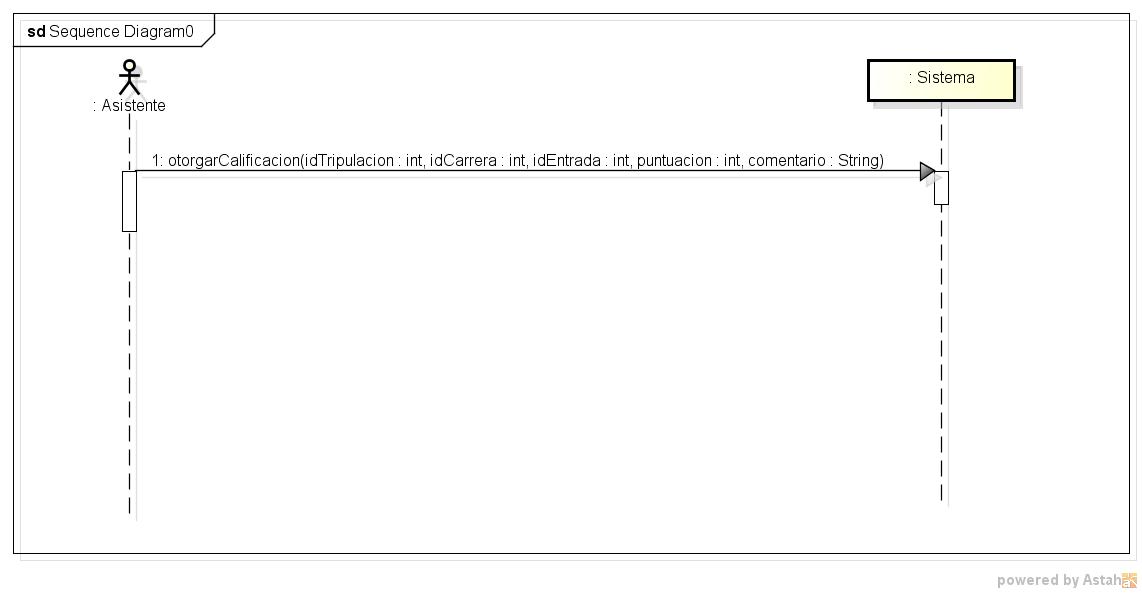 sd Sequence Diagram0
: Asistente
: Sistema
1: otorgarCalificacion(idTripulacion : int, idCarrera : int, idEntrada : int, puntuacion : int, comentario : String)
powered by Astah